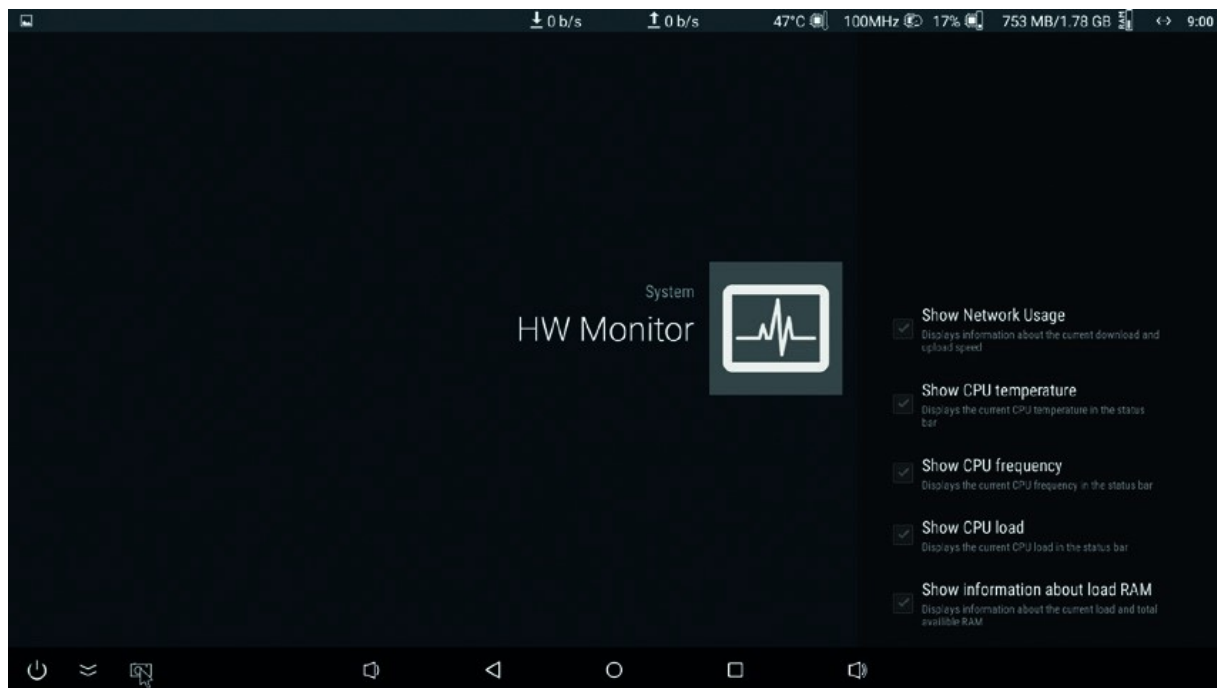 0 b/s 0 b/s 47°C 100MHz 17% 753 MB/1.78 GB RAM 9:00
System
HW Monitor
Show Network Usage
Displays information about the current download and
upload speed
Show CPU temperature
Displays the current CPU temperature in the status
bar
Show CPU frequency
Displays the current CPU frequency in the status bar
Show CPU load
Displays the current CPU load in the status bar
Show information about load RAM
Displays information about the current load and total
availible RAM